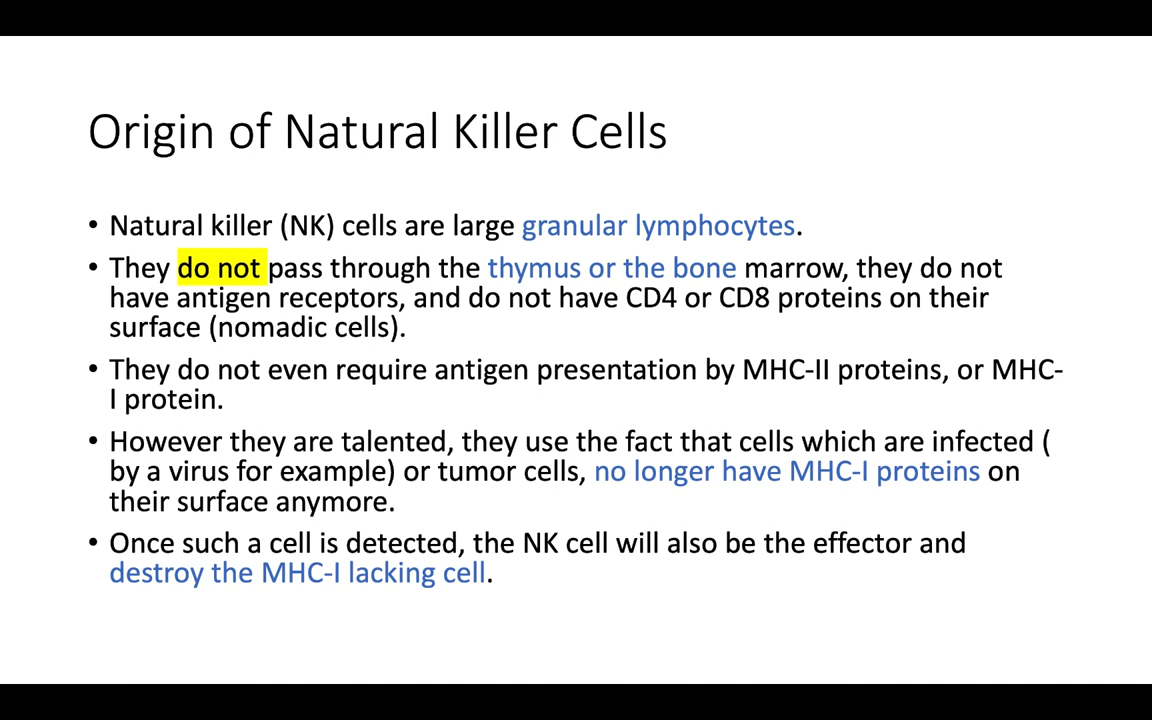 Origin of Natural Killer Cells
• Natural killer (NK) cells are large granular lymphocytes.
• They do not pass through the thymus or the bone marrow, they do not
have antigen receptors, and do not have CD4 or CD8 proteins on their
surface (nomadic cells).
• They do not even require antigen presentation by MHC-II proteins, or MHC-
I protein.
• However they are talented, they use the fact that cells which are infected (
by a virus for example) or tumor cells, no longer have MHC-I proteins on
their surface anymore.
• Once such a cell is detected, the NK cell will also be the effector and
destroy the MHC-I lacking cell.